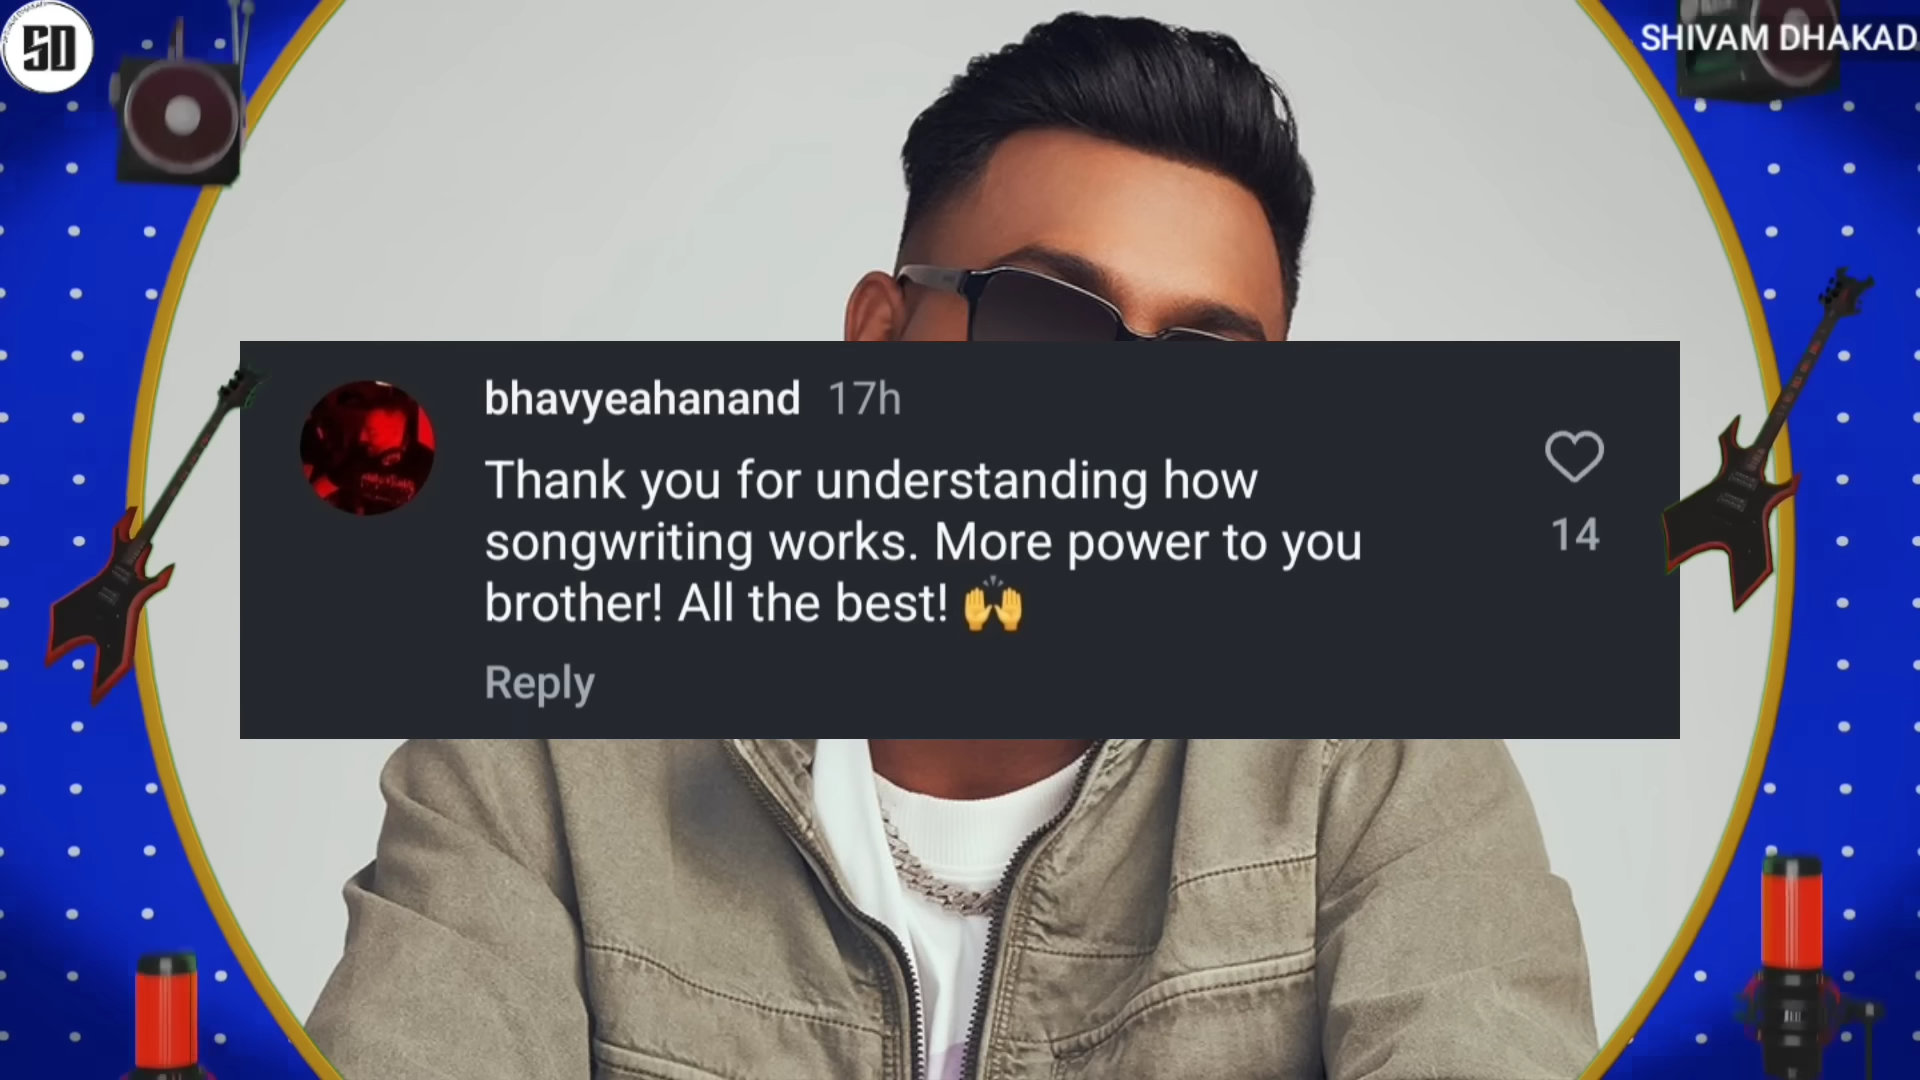 SD
SHIVAM DHAKAD
bhavyeahanand 17h
Thank you for understanding how
songwriting works. More power to you
brother! All the best! 🙌
14
Reply